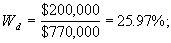 W_d = $200,000 / $770,000 = 25.97%;